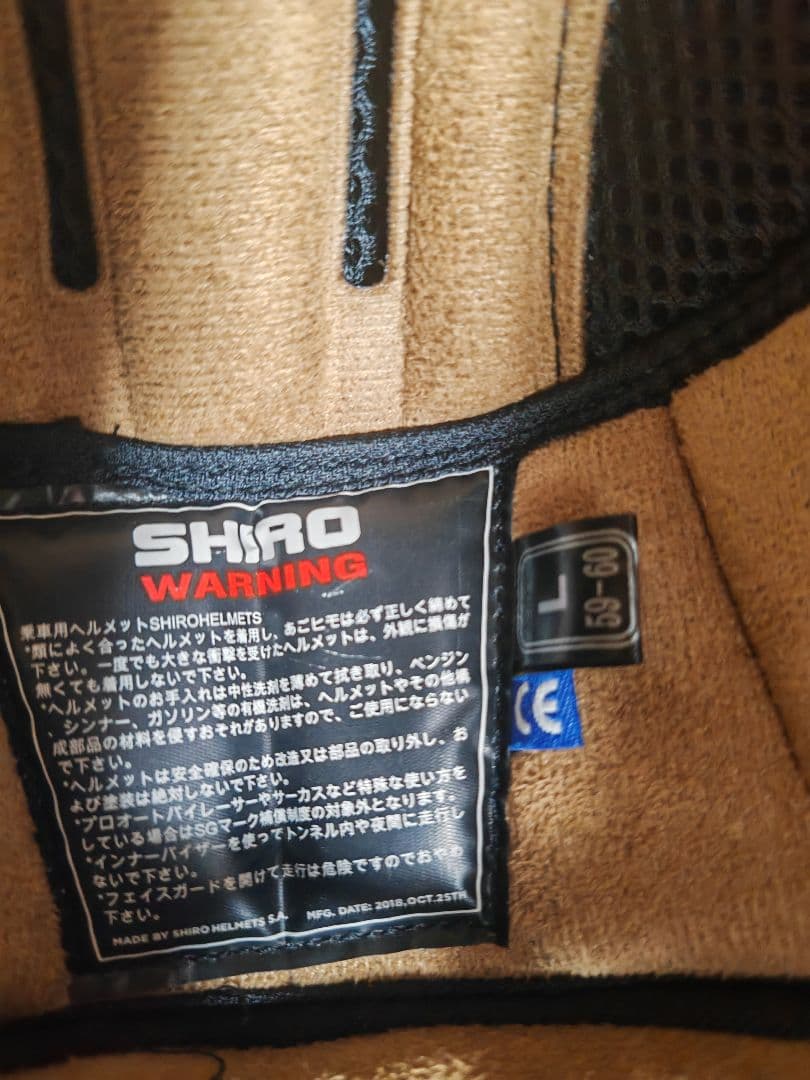 SHIRO
WARNING
乗車用ヘルメットSHIROHELMETS
*頭によく合ったヘルメットを着用し、あごヒモは必ず正しく締めて
下さい。一度でも大きな衝撃を受けたヘルメットは、外観に損傷が
無くても着用しないで下さい。
*ヘルメットのお手入れは中性洗剤を薄めて拭き取り、ベンジン
、シンナー、ガソリン等の有機洗剤は、ヘルメットやその他構
成部品の材料を侵すおそれがありますので、ご使用にならない
で下さい。
*ヘルメットは安全確保のため改造又は部品の取り外し、お
よび塗装は絶対しないで下さい。
*プロオートバイレーサーやサーカスなど特殊な使い方を
している場合はSGマーク補償制度の対象外となります。
*インナーバイザーを使ってトンネル内や夜間に走行し
ないで下さい。
*フェイスガードを開けて走行は危険ですのでおやめ
下さい。
MADE BY SHIRO HELMETS S.A. MFG. DATE: 2018,OCT.25TH
L
59-60
CE